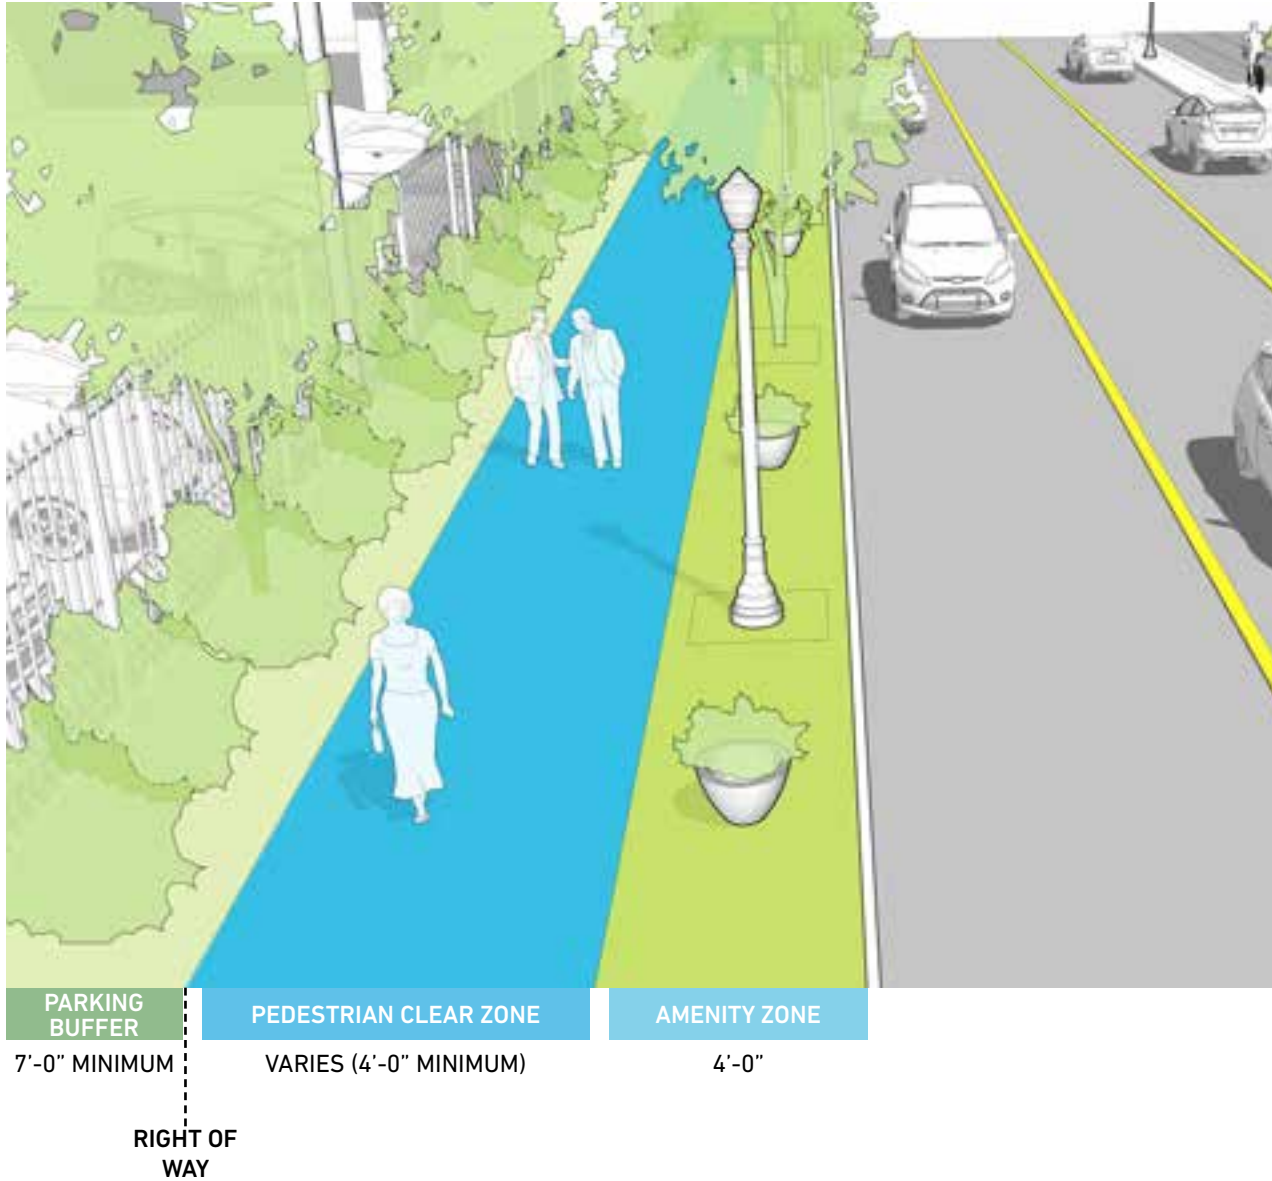 PARKING
BUFFER
PEDESTRIAN CLEAR ZONE
AMENITY ZONE
7’-0” MINIMUM
VARIES (4’-0” MINIMUM)
4’-0”
RIGHT OF
WAY